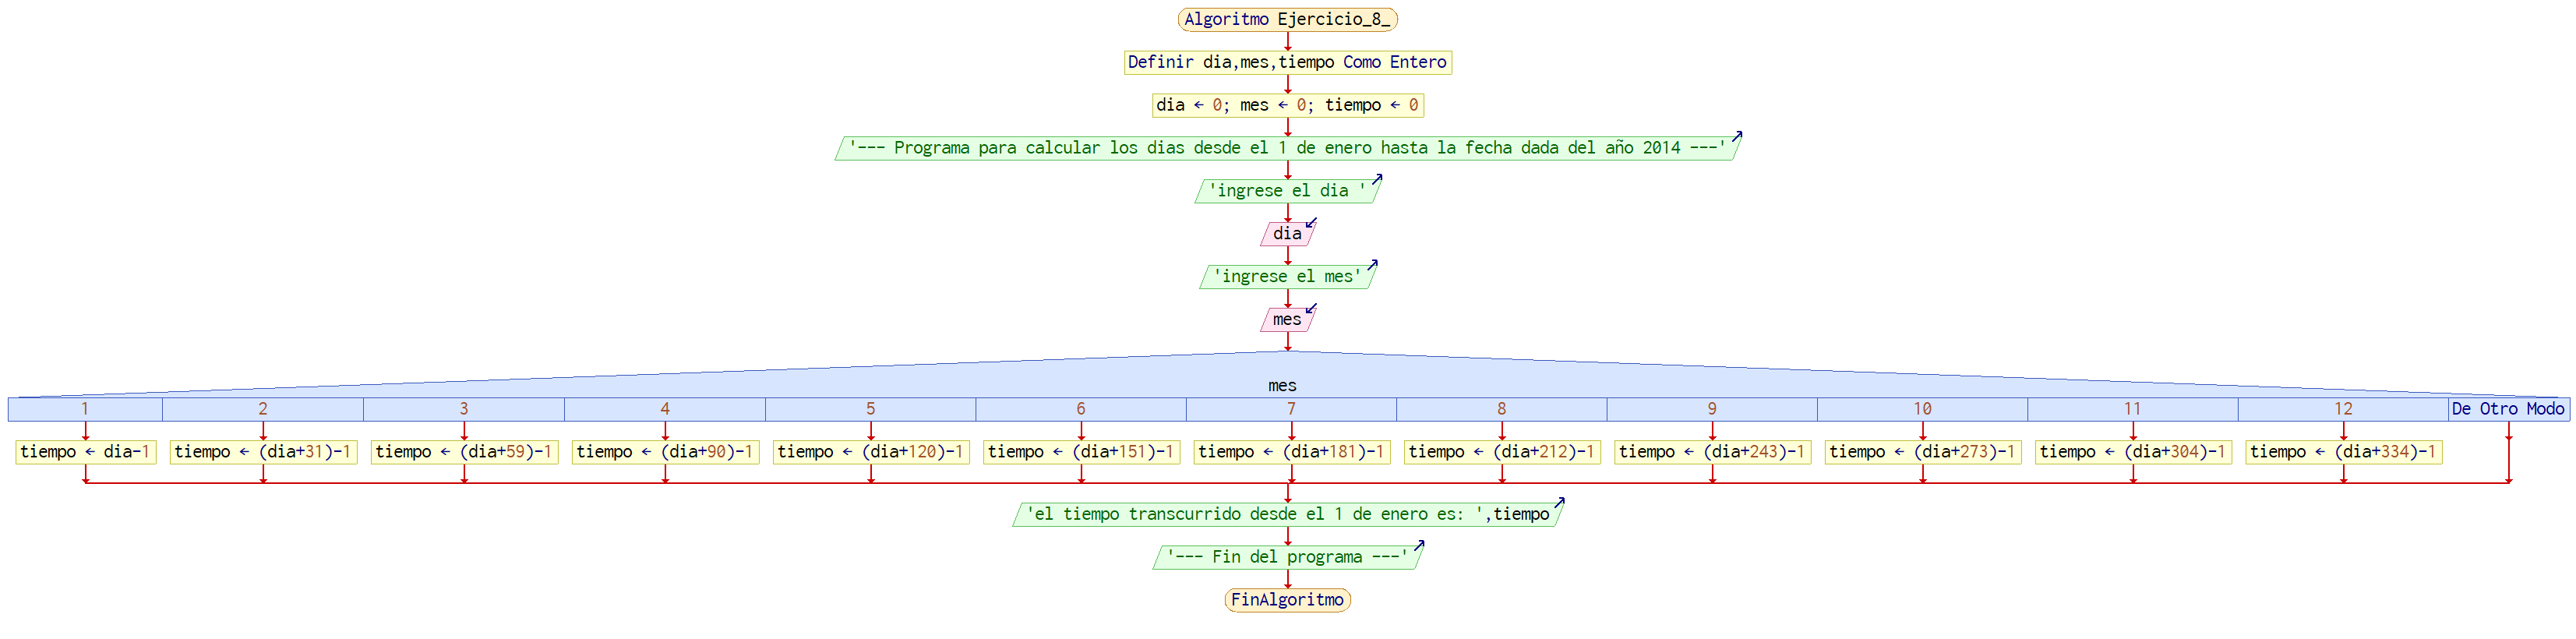 Algoritmo Ejercicio_8_
Definir dia,mes,tiempo Como Entero
dia ← 0; mes ← 0; tiempo ← 0
'--- Programa para calcular los dias desde el 1 de enero hasta la fecha dada del año 2014 ---'
'ingrese el dia '
dia
'ingrese el mes'
mes
mes
1 2 3 4 5 6 7 8 9 10 11 12 De Otro Modo
tiempo ← dia-1 tiempo ← (dia+31)-1 tiempo ← (dia+59)-1 tiempo ← (dia+90)-1 tiempo ← (dia+120)-1 tiempo ← (dia+151)-1 tiempo ← (dia+181)-1 tiempo ← (dia+212)-1 tiempo ← (dia+243)-1 tiempo ← (dia+273)-1 tiempo ← (dia+304)-1 tiempo ← (dia+334)-1
'el tiempo transcurrido desde el 1 de enero es: ',tiempo
'--- Fin del programa ---'
FinAlgoritmo